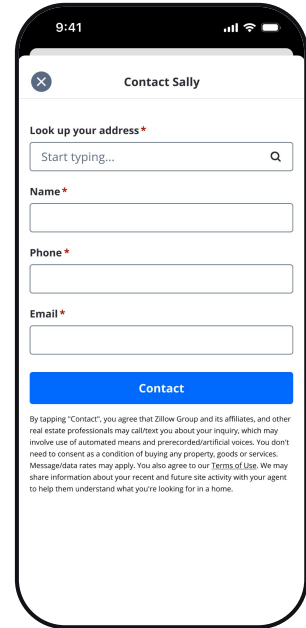 9:41
Contact Sally
Look up your address *
Start typing...
Name *
Phone *
Email *
Contact
By tapping "Contact", you agree that Zillow Group and its affiliates, and other
real estate professionals may call/text you about your inquiry, which may
involve use of automated means and prerecorded/artificial voices. You don't
need to consent as a condition of buying any property, goods or services.
Message/data rates may apply. You also agree to our Terms of Use. We may
share information about your recent and future site activity with your agent
to help them understand what you're looking for in a home.